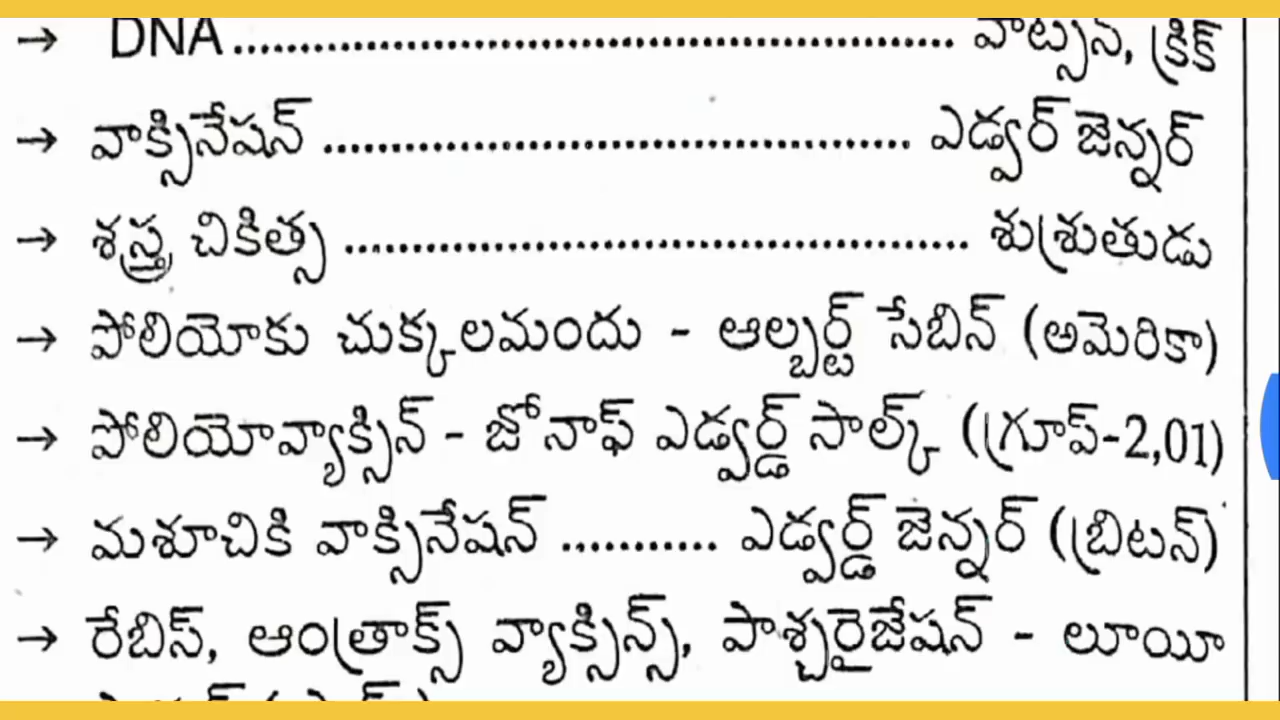 → DNA ................................................ వాట్సన్, క్రిక్
→ వాక్సినేషన్ ....................................... ఎడ్వర్ జెన్నర్
→ శస్త్ర చికిత్స ......................................... శుశ్రుతుడు
→ పోలియోకు చుక్కలమందు - ఆల్బర్ట్ సేబిన్ (అమెరికా)
→ పోలియోవ్యాక్సిన్ - జోనాఫ్ ఎడ్వర్డ్ సాల్క్ (గ్రూప్-2,01)
→ మశూచికి వాక్సినేషన్ ........... ఎడ్వర్డ్ జెన్నర్ (బ్రిటన్)
→ రేబిస్, ఆంత్రాక్స్ వ్యాక్సిన్స్, పాశ్చరైజేషన్ - లూయీ